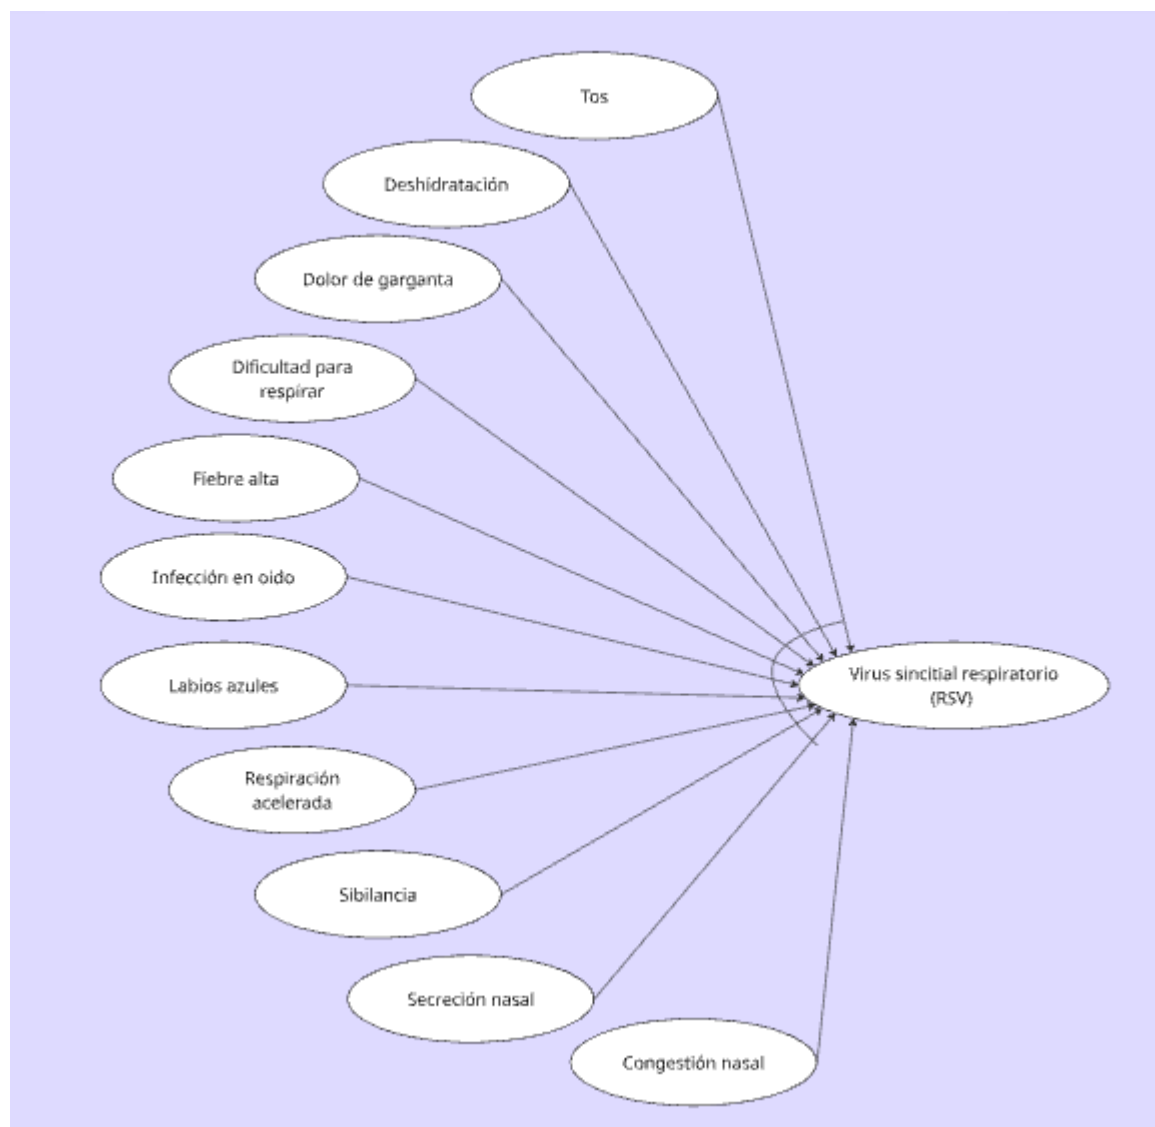 Tos
Deshidratación
Dolor de garganta
Dificultad para
respirar
Fiebre alta
Infección en oido
Labios azules
Respiración
acelerada
Sibilancia
Secreción nasal
Congestión nasal
Virus sincitial respiratorio
(RSV)